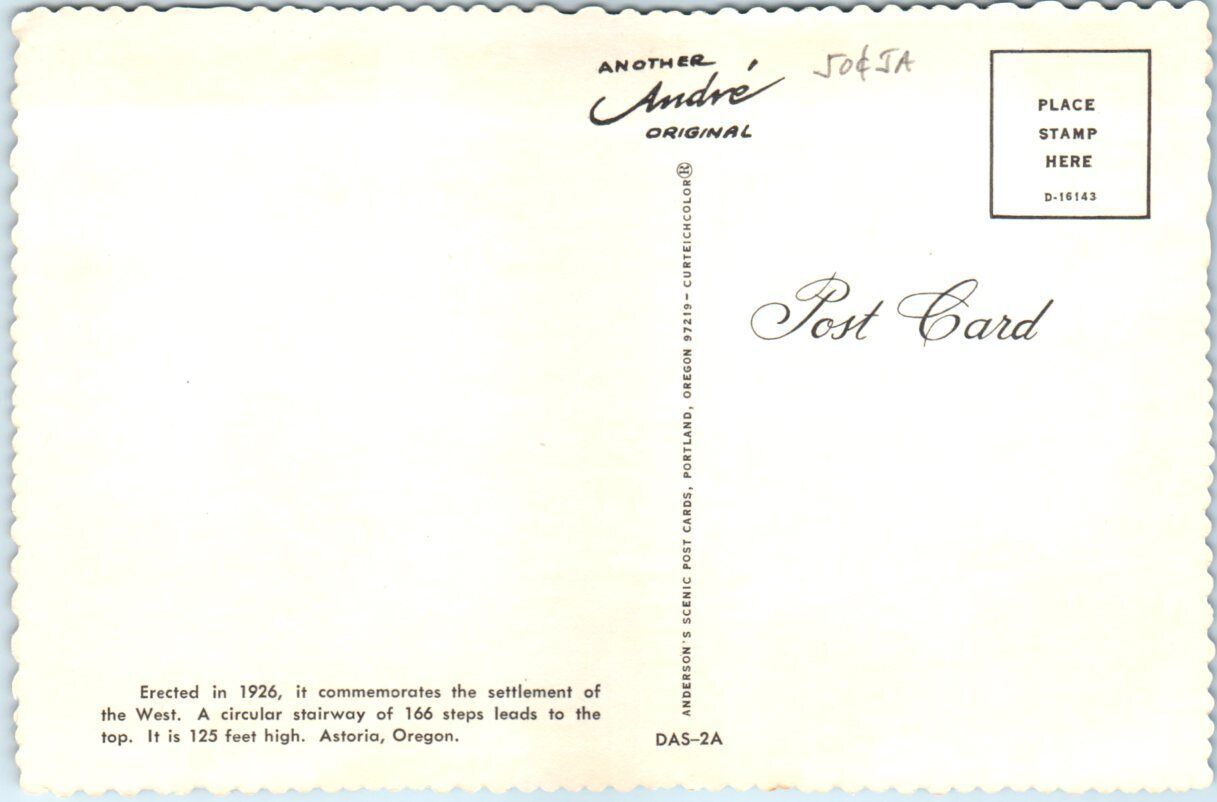 ANOTHER
André
ORIGINAL
50¢ JA
PLACE
STAMP
HERE
D-16143
Post Card
ANDERSON'S SCENIC POST CARDS, PORTLAND, OREGON 97219 - CURTEICHCOLOR®
Erected in 1926, it commemorates the settlement of
the West. A circular stairway of 166 steps leads to the
top. It is 125 feet high. Astoria, Oregon.
DAS-2A